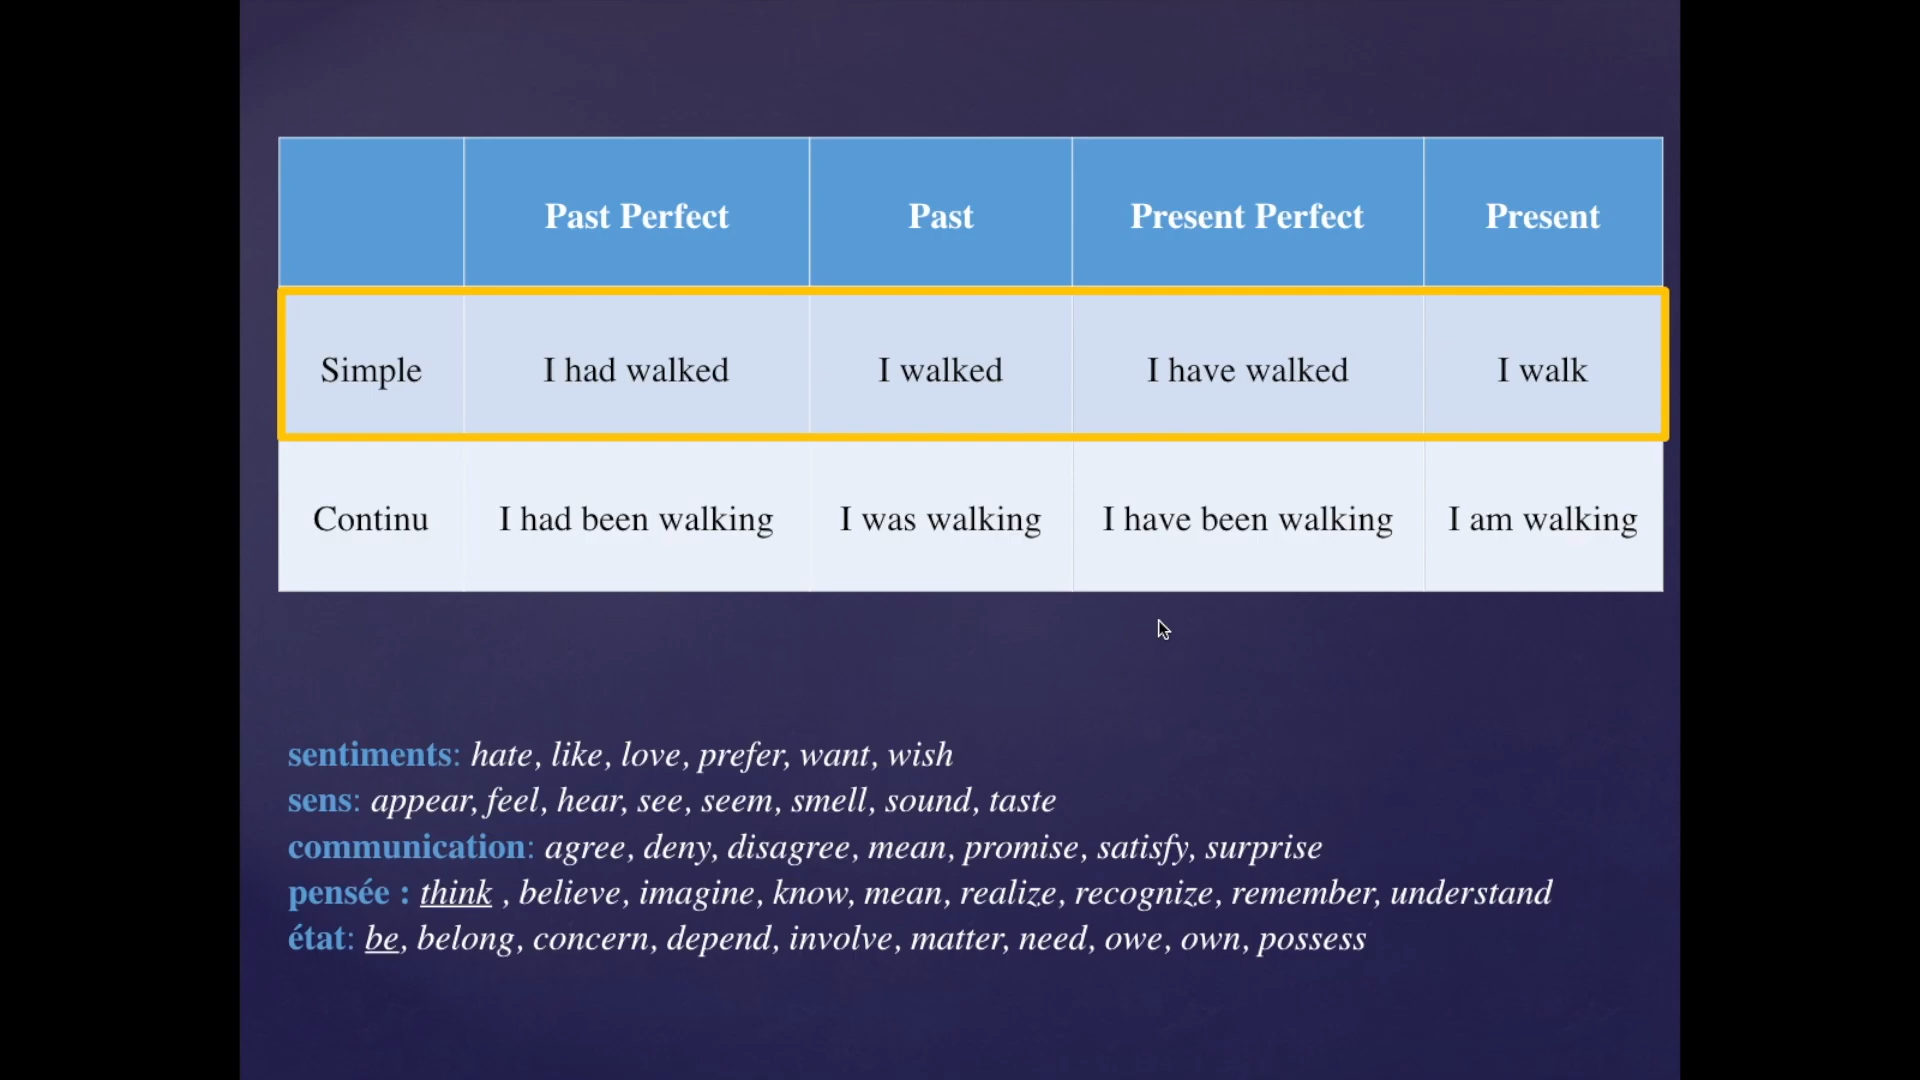 Past Perfect Past Present Perfect Present
Simple I had walked I walked I have walked I walk
Continu I had been walking I was walking I have been walking I am walking
sentiments: hate, like, love, prefer, want, wish
sens: appear, feel, hear, see, seem, smell, sound, taste
communication: agree, deny, disagree, mean, promise, satisfy, surprise
pensée : think , believe, imagine, know, mean, realize, recognize, remember, understand
état: be, belong, concern, depend, involve, matter, need, owe, own, possess